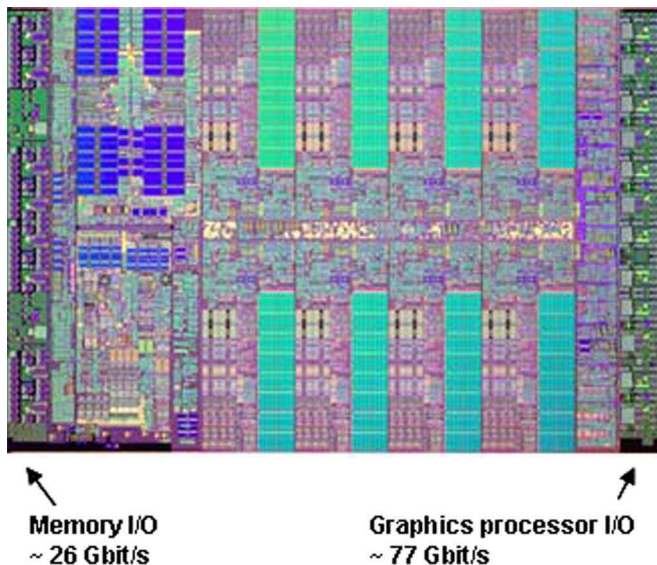 Memory I/O
~ 26 Gbit/s
Graphics processor I/O
~ 77 Gbit/s